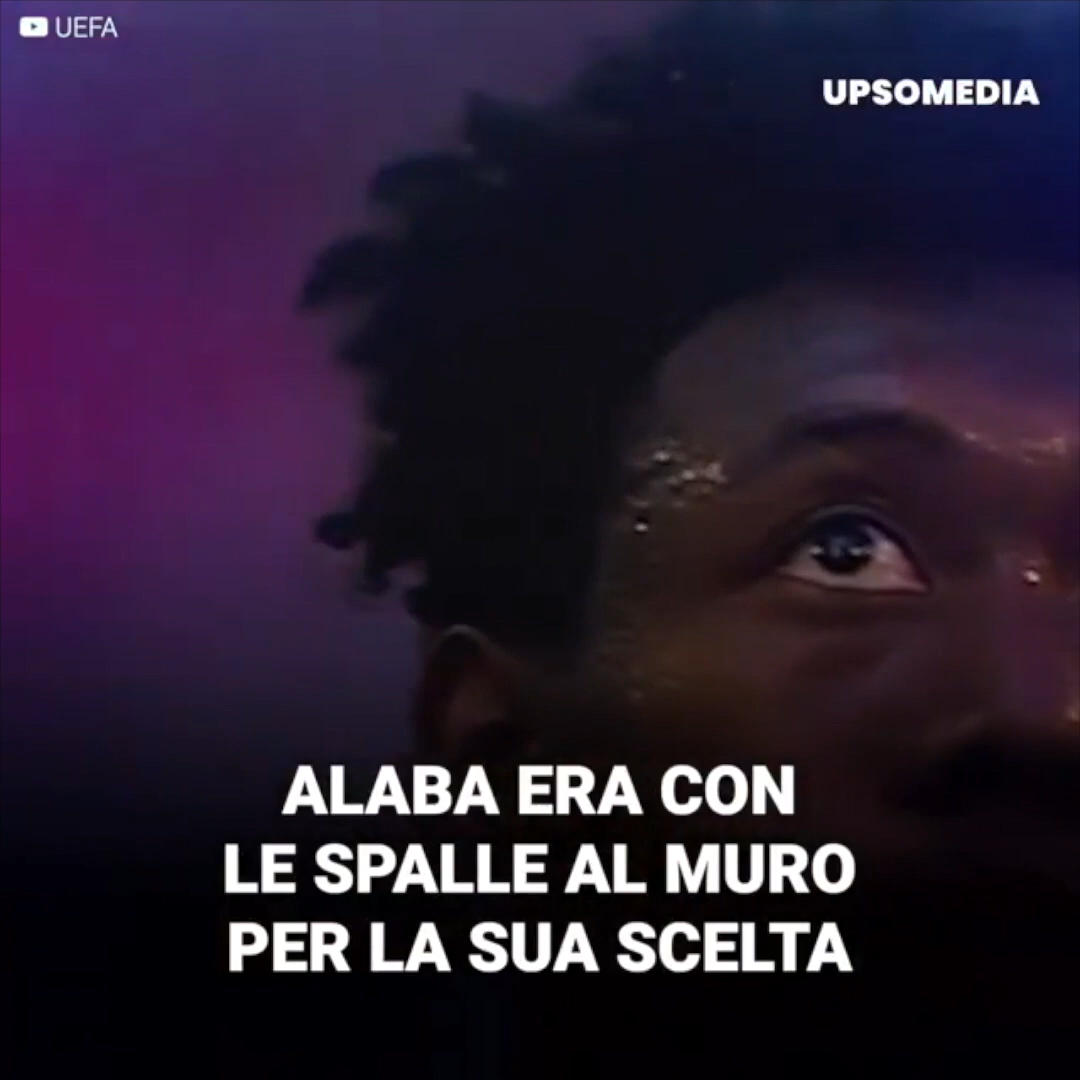 UEFA
UPSOMEDIA
ALABA ERA CON
LE SPALLE AL MURO
PER LA SUA SCELTA